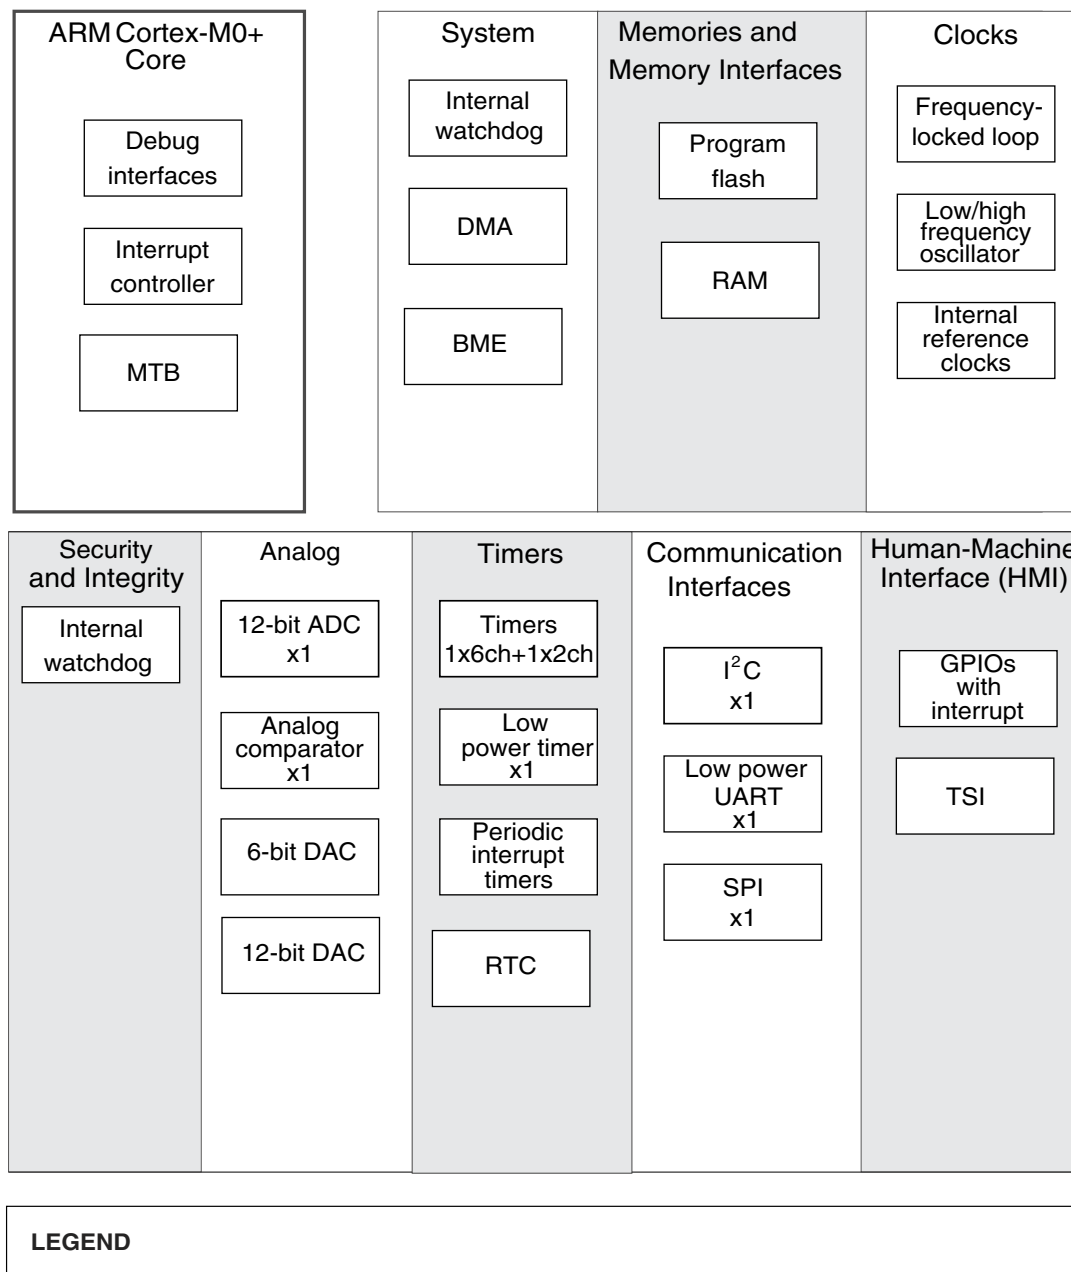 ARM Cortex-M0+
Core
Debug
interfaces
Interrupt
controller
MTB
System
Internal
watchdog
DMA
BME
Memories and
Memory Interfaces
Program
flash
RAM
Clocks
Frequency-
locked loop
Low/high
frequency
oscillator
Internal
reference
clocks
Security
and Integrity
Internal
watchdog
Analog
12-bit ADC
x1
Analog
comparator
x1
6-bit DAC
12-bit DAC
Timers
Timers
1x6ch+1x2ch
Low
power timer
x1
Periodic
interrupt
timers
RTC
Communication
Interfaces
I²C
x1
Low power
UART
x1
SPI
x1
Human-Machine
Interface (HMI)
GPIOs
with
interrupt
TSI
LEGEND